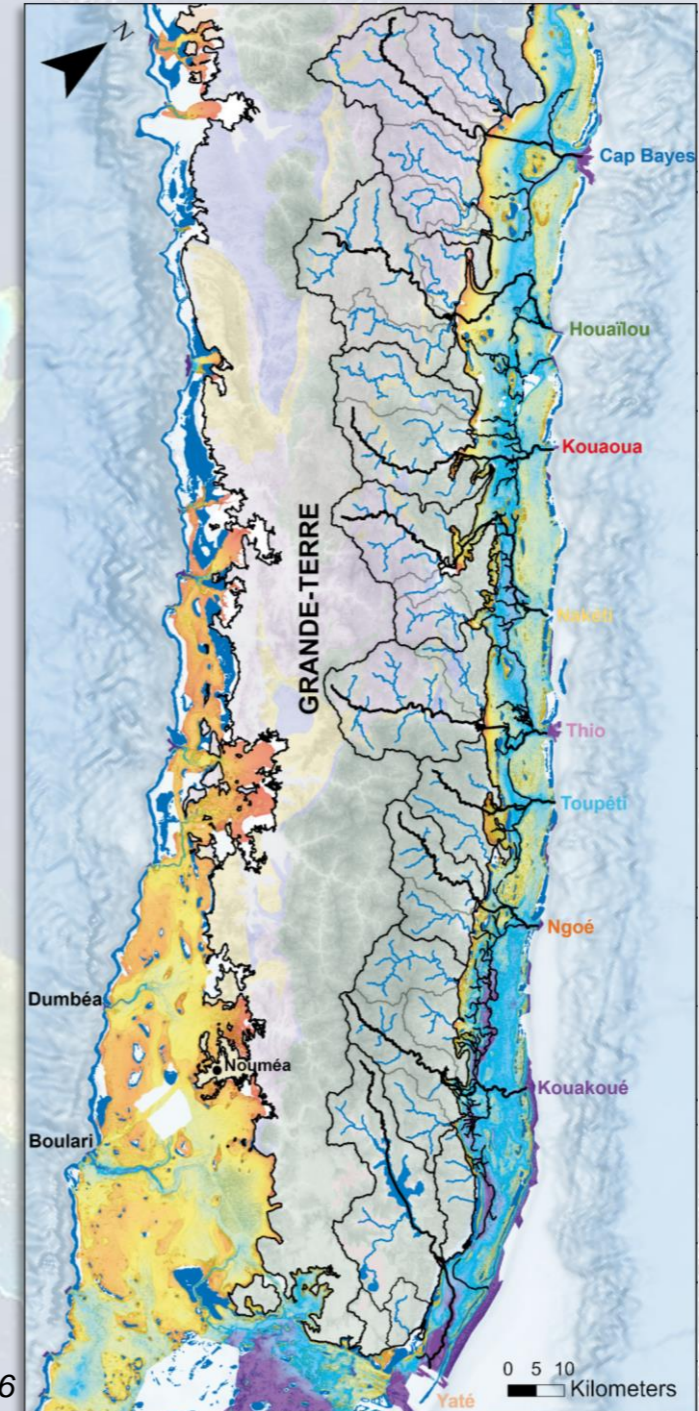 N
Cap Bayes
Houaïlou
Kouaoua
GRANDE-TERRE
Nakéti
Thio
Toupéti
Ngoé
Dumbéa
Nouméa
Kouakoué
Boulari
0 5 10
Kilometers
6
Yaté